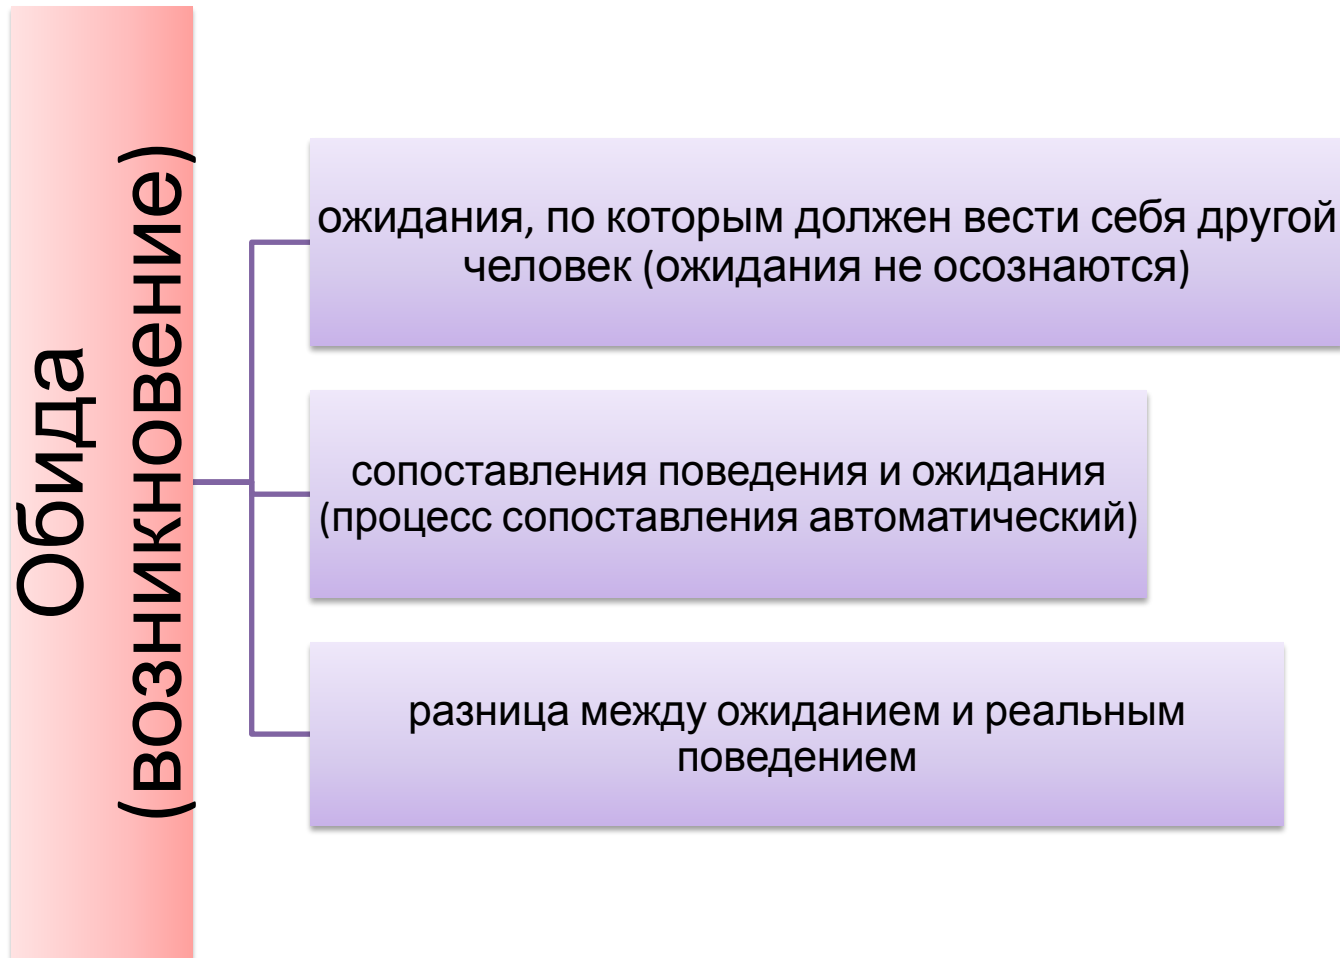 Обида
(возникновение)
ожидания, по которым должен вести себя другой
человек (ожидания не осознаются)
сопоставления поведения и ожидания
(процесс сопоставления автоматический)
разница между ожиданием и реальным
поведением